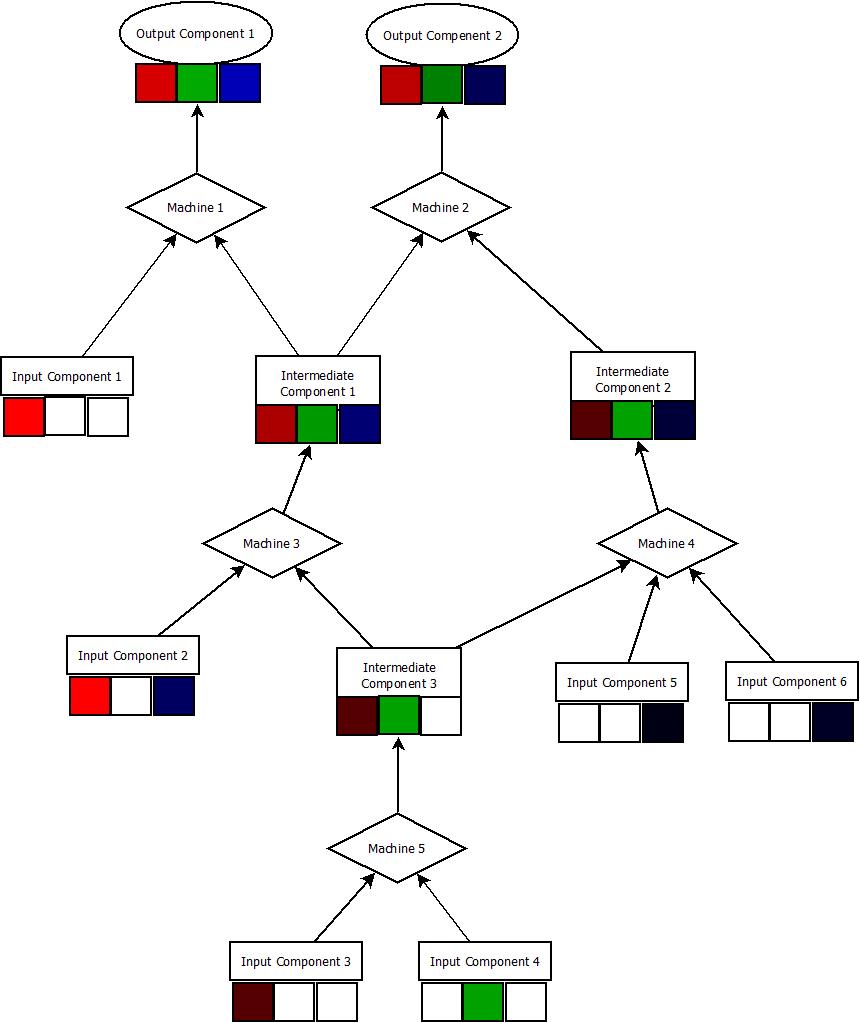 Output Component 1
Output Compenent 2
Machine 1
Machine 2
Input Component 1
Intermediate
Component 1
Intermediate
Component 2
Machine 3
Machine 4
Input Component 2
Intermediate
Component 3
Input Component 5
Input Component 6
Machine 5
Input Component 3
Input Component 4